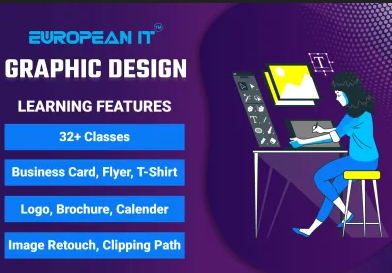 EUROPEAN IT™
GRAPHIC DESIGN
LEARNING FEATURES
32+ Classes
Business Card, Flyer, T-Shirt
Logo, Brochure, Calender
Image Retouch, Clipping Path
T
T